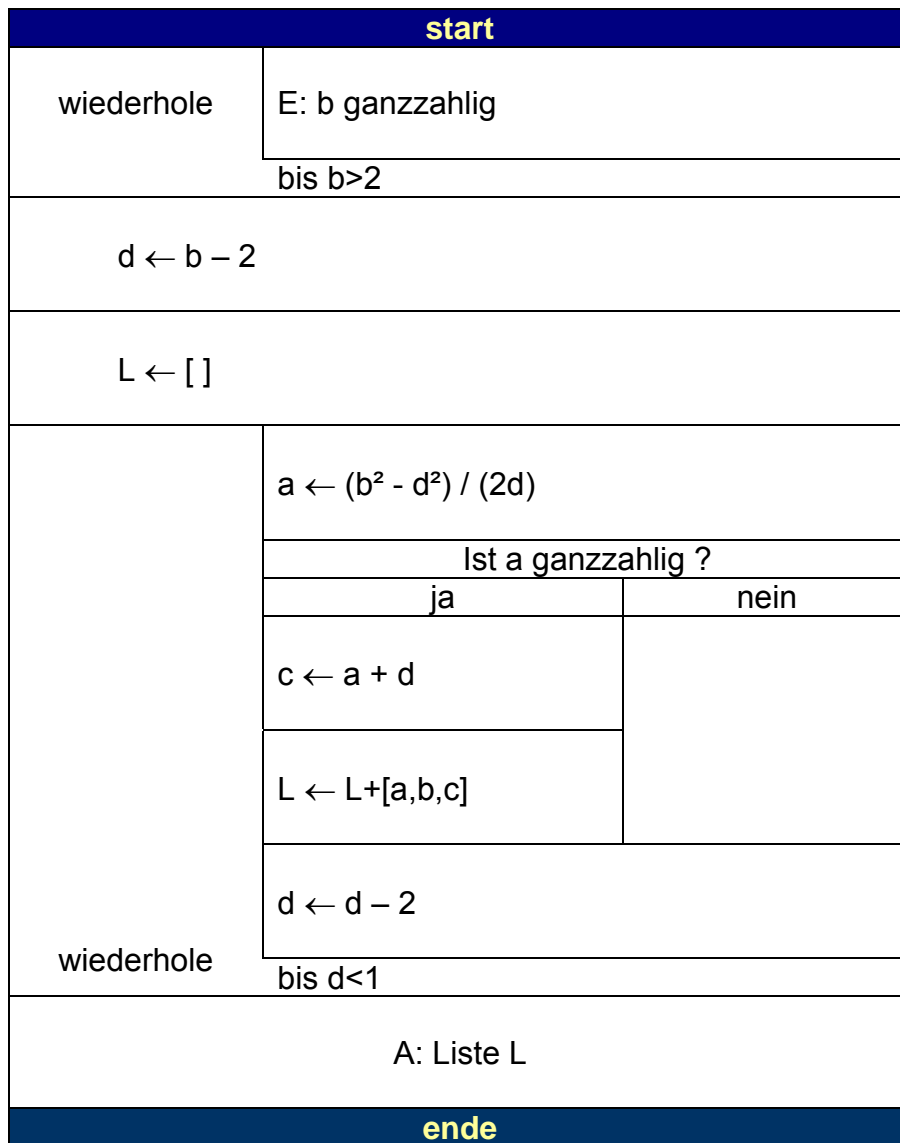 start
wiederhole E: b ganzzahlig
bis b>2
d ← b – 2
L ← [ ]
a ← (b² - d²) / (2d)
Ist a ganzzahlig ?
ja nein
c ← a + d
L ← L+[a,b,c]
d ← d – 2
wiederhole
bis d<1
A: Liste L
ende